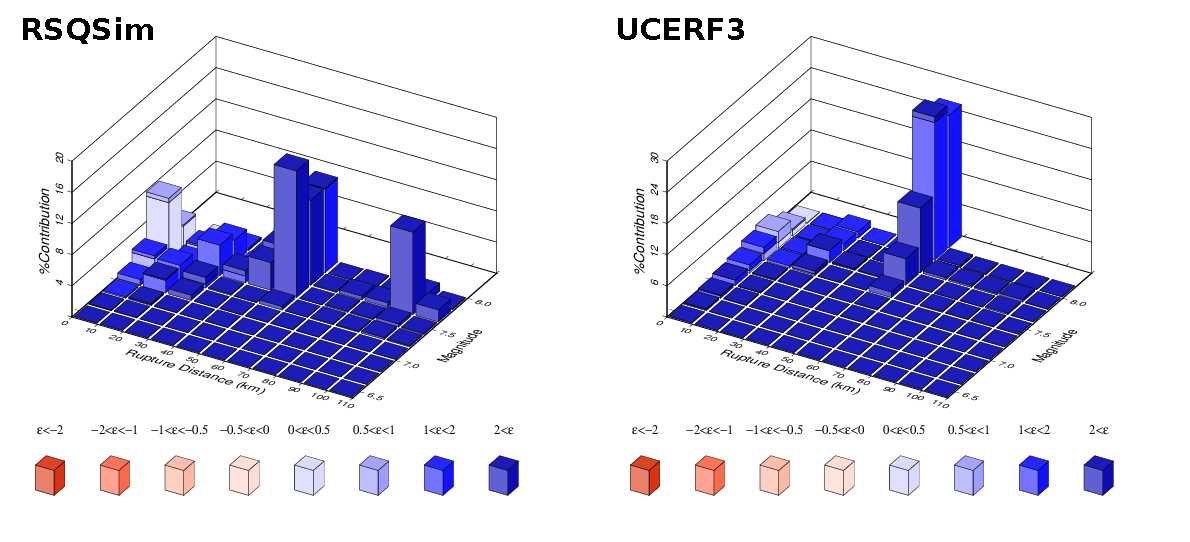 RSQSim
%Contribution
20
16
12
8
4
0
10
20
30
40
50
60
70
80
90
100
110
Rupture Distance (km)
6.5
7.0
7.5
8.0
Magnitude
ε<−2
−2<ε<−1
−1<ε<−0.5
−0.5<ε<0
0<ε<0.5
0.5<ε<1
1<ε<2
2<ε
UCERF3
%Contribution
30
24
18
12
6
0
10
20
30
40
50
60
70
80
90
100
110
Rupture Distance (km)
6.5
7.0
7.5
8.0
Magnitude
ε<−2
−2<ε<−1
−1<ε<−0.5
−0.5<ε<0
0<ε<0.5
0.5<ε<1
1<ε<2
2<ε